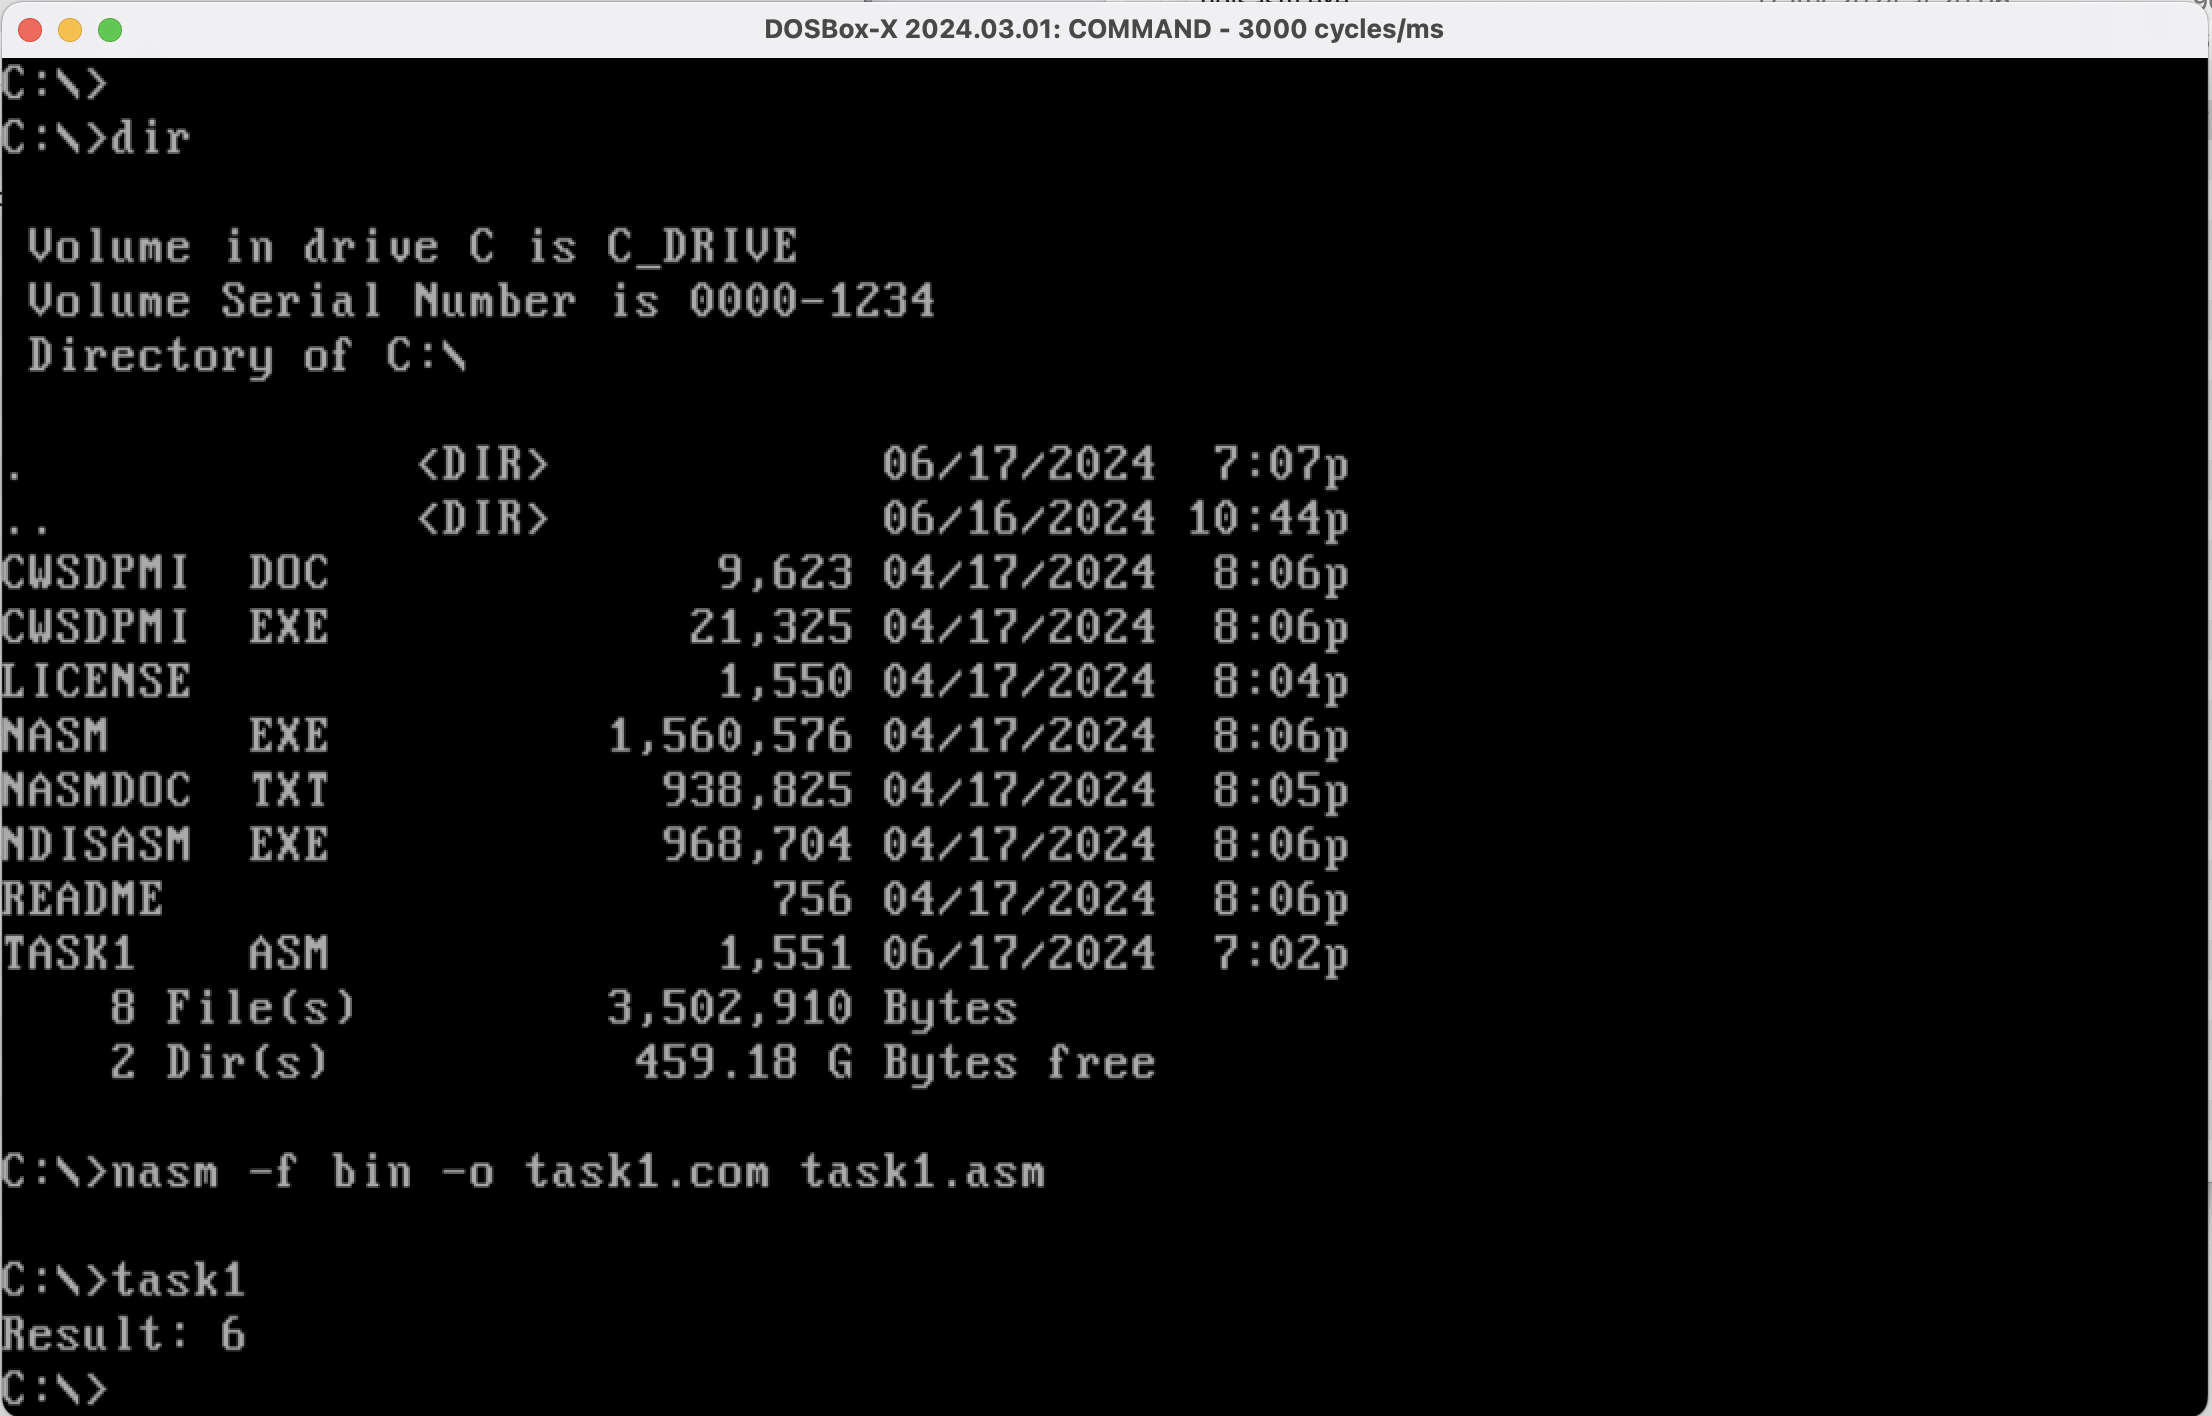 DOSBox-X 2024.03.01: COMMAND - 3000 cycles/ms
C:\>
C:\>dir
Volume in drive C is C_DRIVE
Volume Serial Number is 0000-1234
Directory of C:\
. <DIR> 06/17/2024 7:07p
.. <DIR> 06/16/2024 10:44p
CWSDPMI DOC 9,623 04/17/2024 8:06p
CWSDPMI EXE 21,325 04/17/2024 8:06p
LICENSE 1,550 04/17/2024 8:04p
NASM EXE 1,560,576 04/17/2024 8:06p
NASMDOC TXT 938,825 04/17/2024 8:05p
NDISASM EXE 968,704 04/17/2024 8:06p
README 756 04/17/2024 8:06p
TASK1 ASM 1,551 06/17/2024 7:02p
8 File(s) 3,502,910 Bytes
2 Dir(s) 459.18 G Bytes free
C:\>nasm -f bin -o task1.com task1.asm
C:\>task1
Result: 6
C:\>